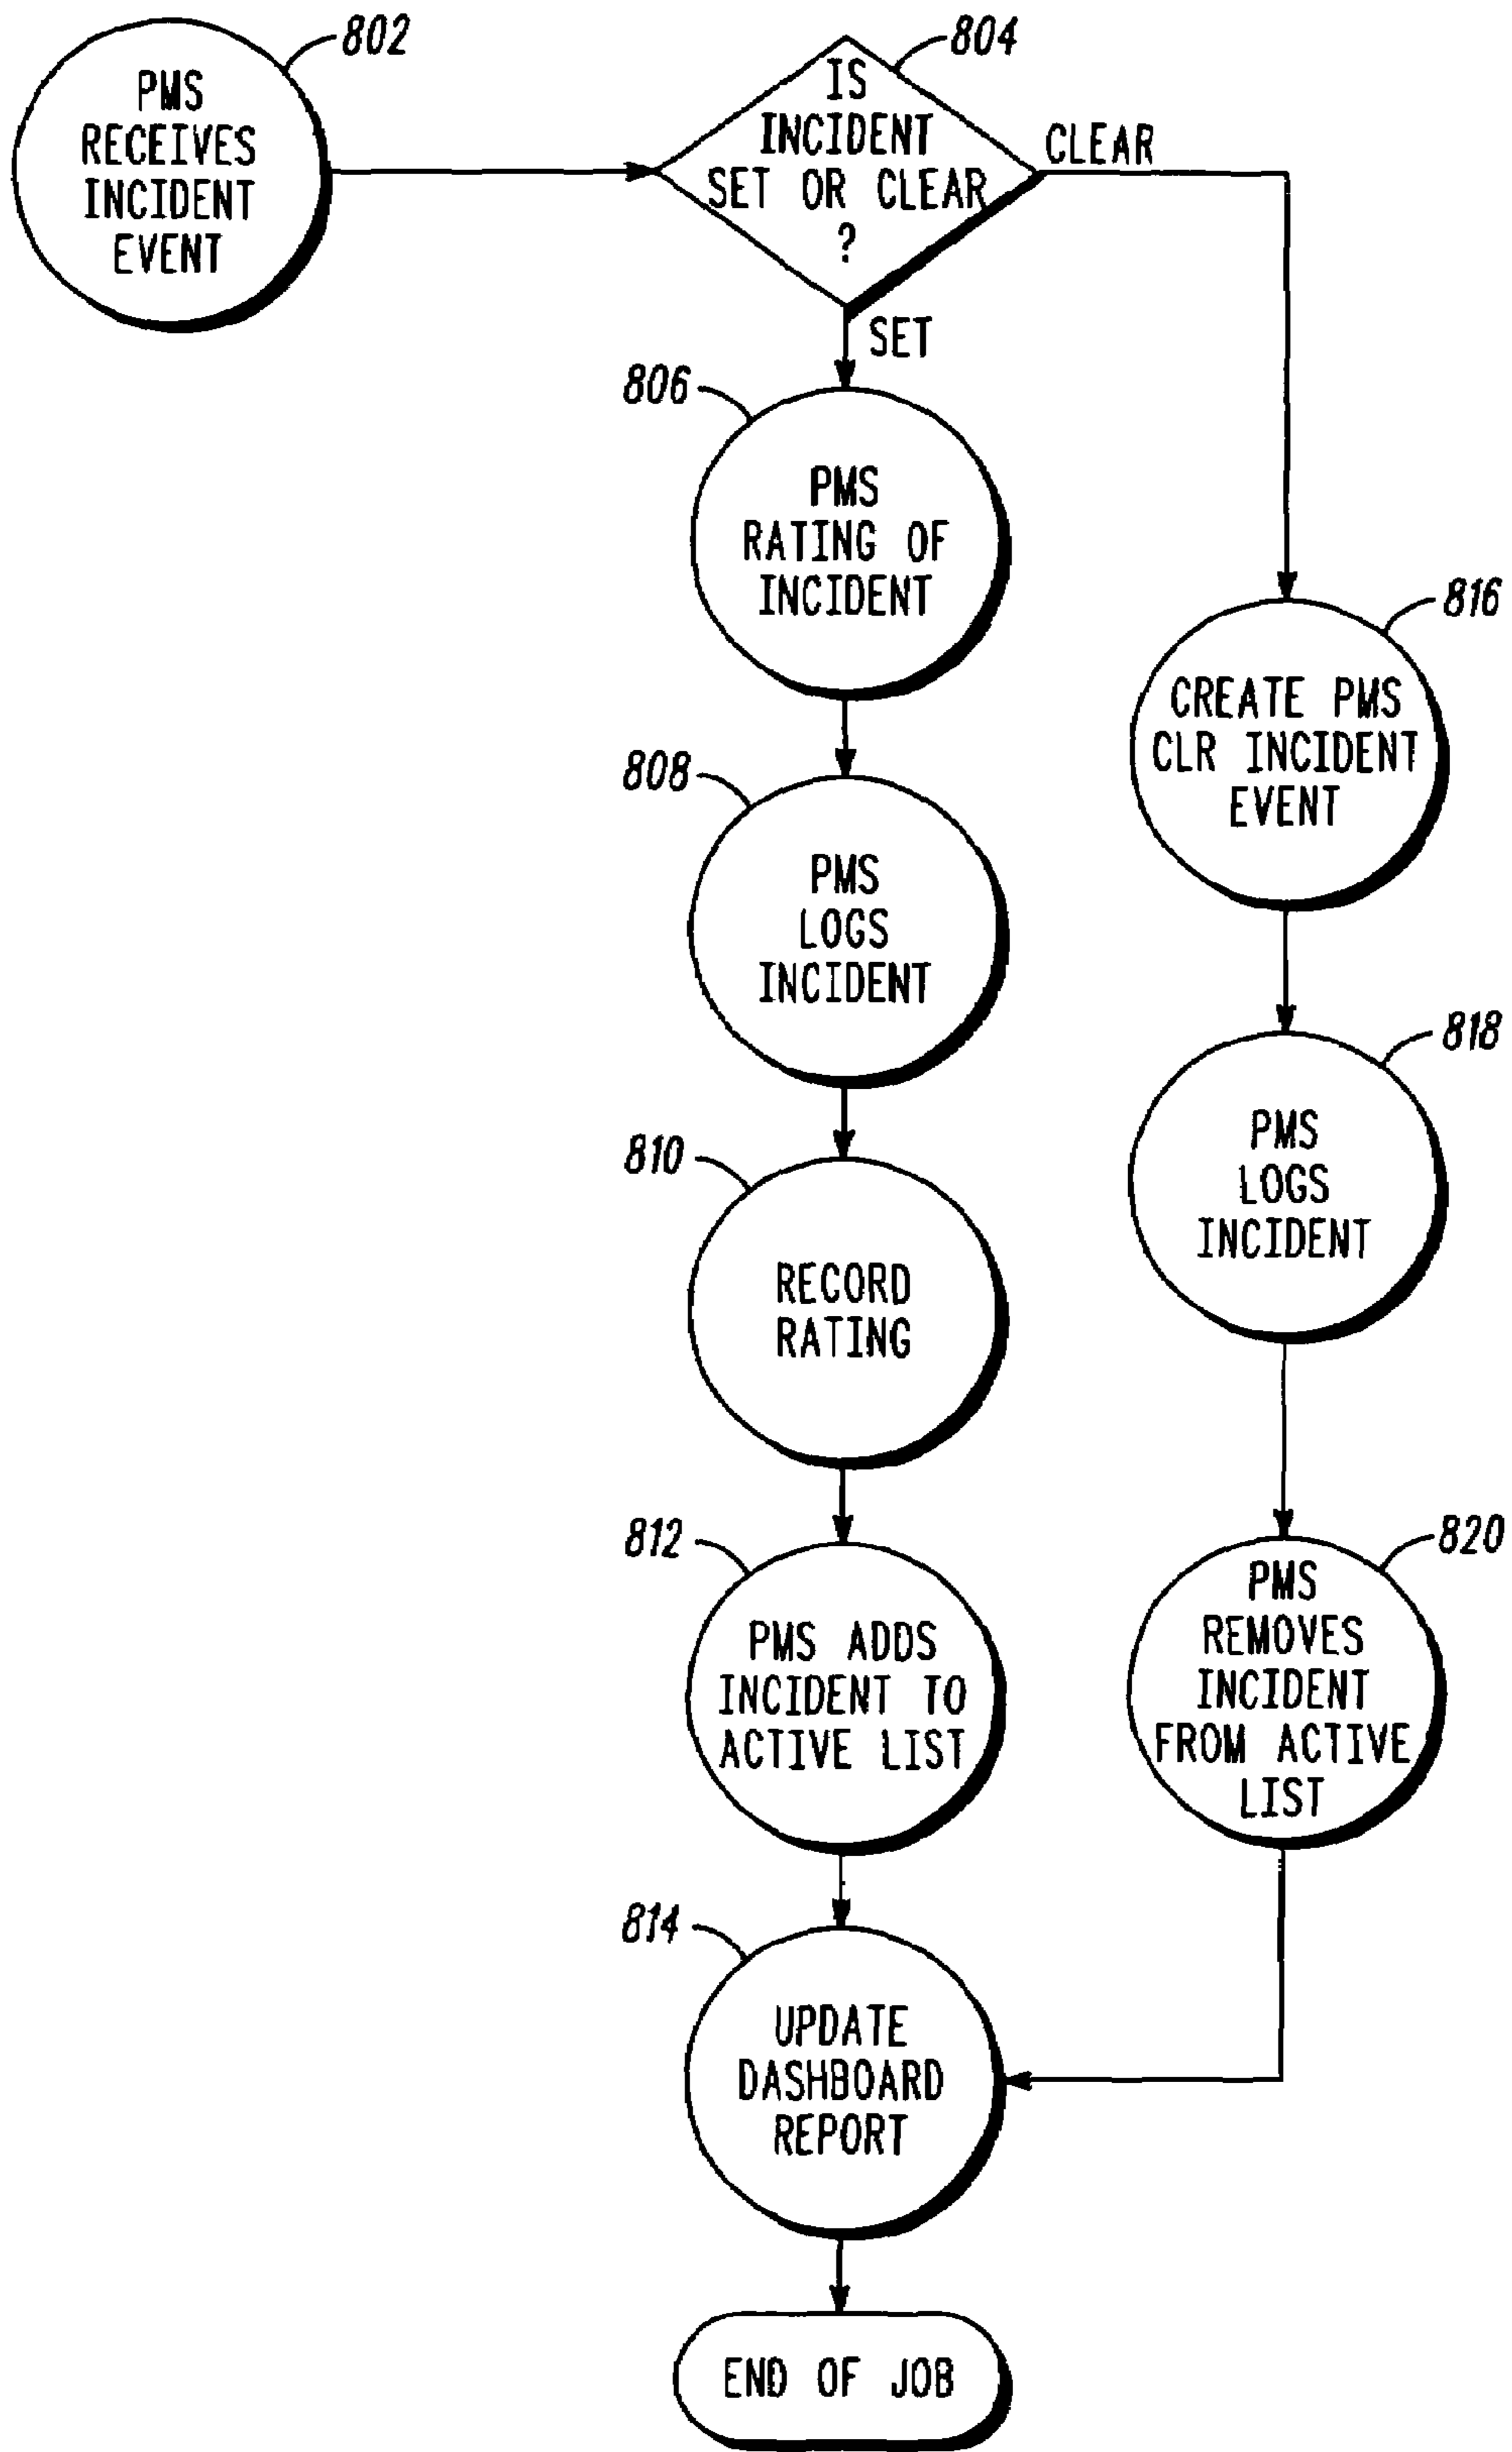 802
PMS
RECEIVES
INCIDENT
EVENT
804
IS
INCIDENT
SET OR CLEAR
?
CLEAR
SET
806
PMS
RATING OF
INCIDENT
808
PMS
LOGS
INCIDENT
810
RECORD
RATING
812
PMS ADDS
INCIDENT TO
ACTIVE LIST
814
UPDATE
DASHBOARD
REPORT
END OF JOB
816
CREATE PMS
CLR INCIDENT
EVENT
818
PMS
LOGS
INCIDENT
820
PMS
REMOVES
INCIDENT
FROM ACTIVE
LIST